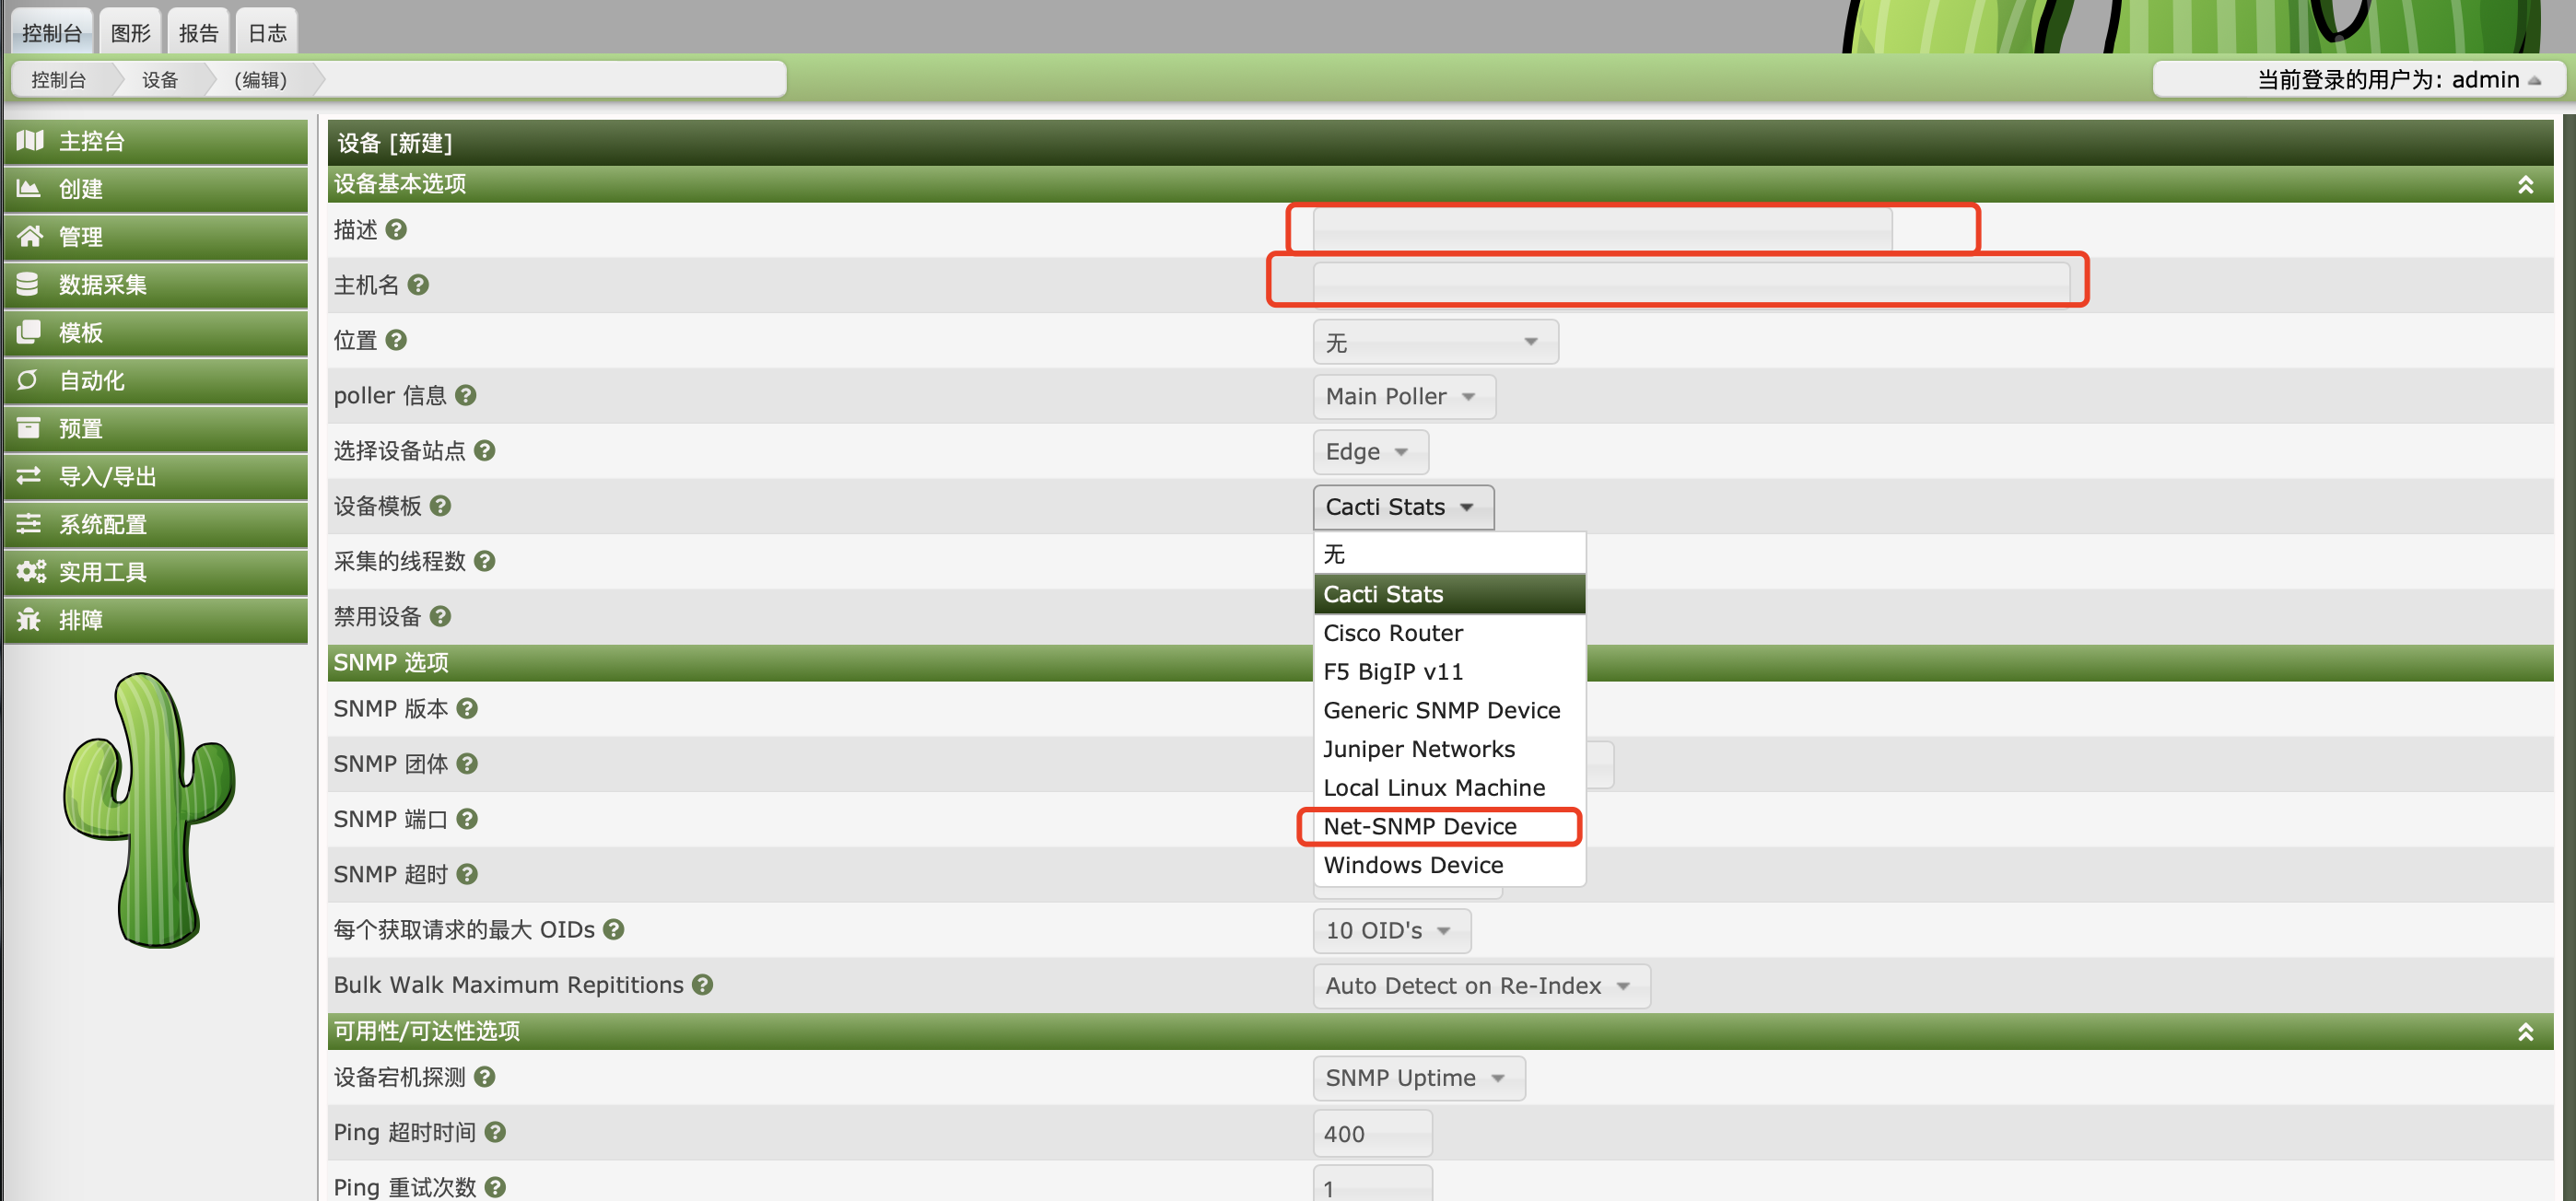 控制台 图形 报告 日志
控制台 设备 (编辑) 当前登录的用户为: admin
主控台
创建
管理
数据采集
模板
自动化
预置
导入/导出
系统配置
实用工具
排障
设备 [新建]
设备基本选项
描述
主机名
位置 无
poller 信息 Main Poller
选择设备站点 Edge
设备模板 Cacti Stats
无
Cacti Stats
Cisco Router
F5 BigIP v11
Generic SNMP Device
Juniper Networks
Local Linux Machine
Net-SNMP Device
Windows Device
采集的线程数
禁用设备
SNMP 选项
SNMP 版本
SNMP 团体
SNMP 端口
SNMP 超时
每个获取请求的最大 OIDs 10 OID's
Bulk Walk Maximum Repititions Auto Detect on Re-Index
可用性/可达性选项
设备宕机探测 SNMP Uptime
Ping 超时时间 400
Ping 重试次数 1